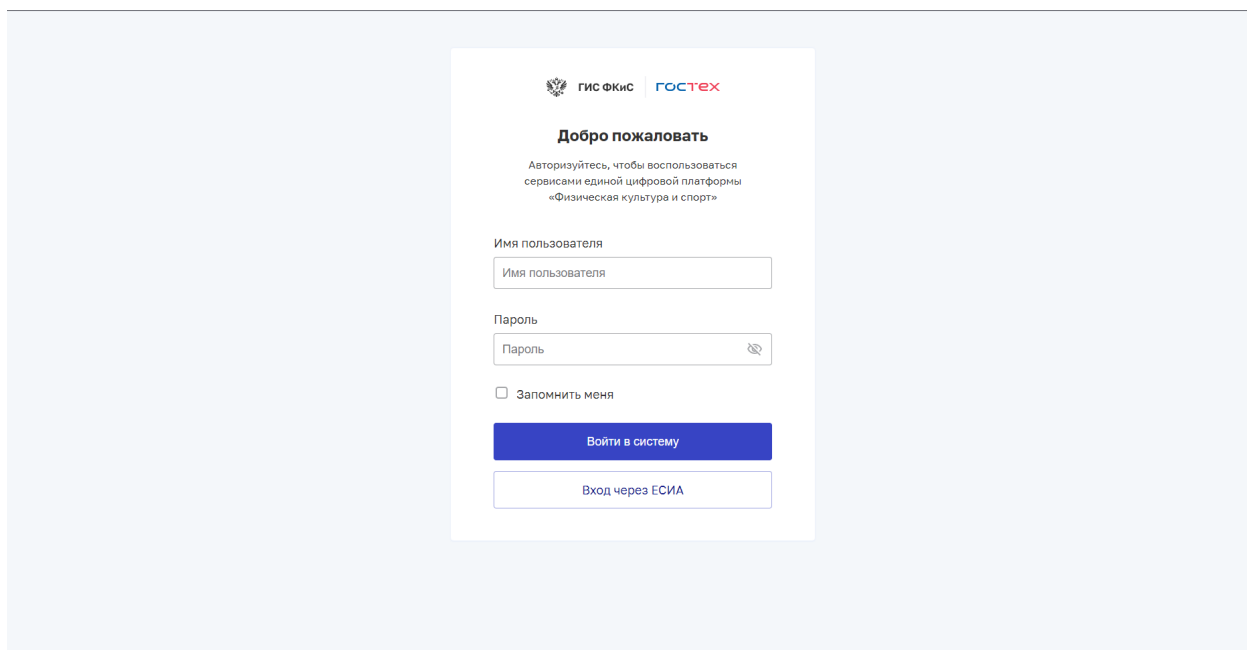 ГИС ФКиС гостех
Добро пожаловать
Авторизуйтесь, чтобы воспользоваться
сервисами единой цифровой платформы
«Физическая культура и спорт»
Имя пользователя
Имя пользователя
Пароль
Пароль
Запомнить меня
Войти в систему
Вход через ЕСИА